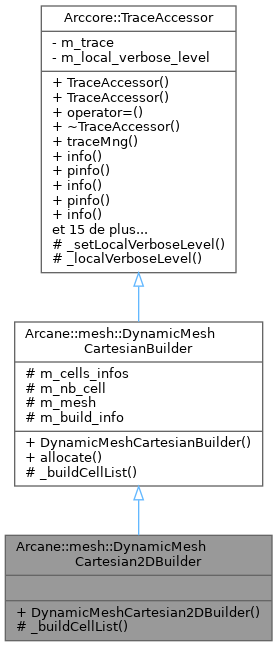 Arccore::TraceAccessor
- m_trace
- m_local_verbose_level
+ TraceAccessor()
+ TraceAccessor()
+ operator=()
+ ~TraceAccessor()
+ traceMng()
+ info()
+ pinfo()
+ info()
+ pinfo()
+ info()
et 15 de plus...
# _setLocalVerboseLevel()
# _localVerboseLevel()
Arcane::mesh::DynamicMesh
CartesianBuilder
# m_cells_infos
# m_nb_cell
# m_mesh
# m_build_info
+ DynamicMeshCartesianBuilder()
+ allocate()
# _buildCellList()
Arcane::mesh::DynamicMesh
Cartesian2DBuilder
+ DynamicMeshCartesian2DBuilder()
# _buildCellList()